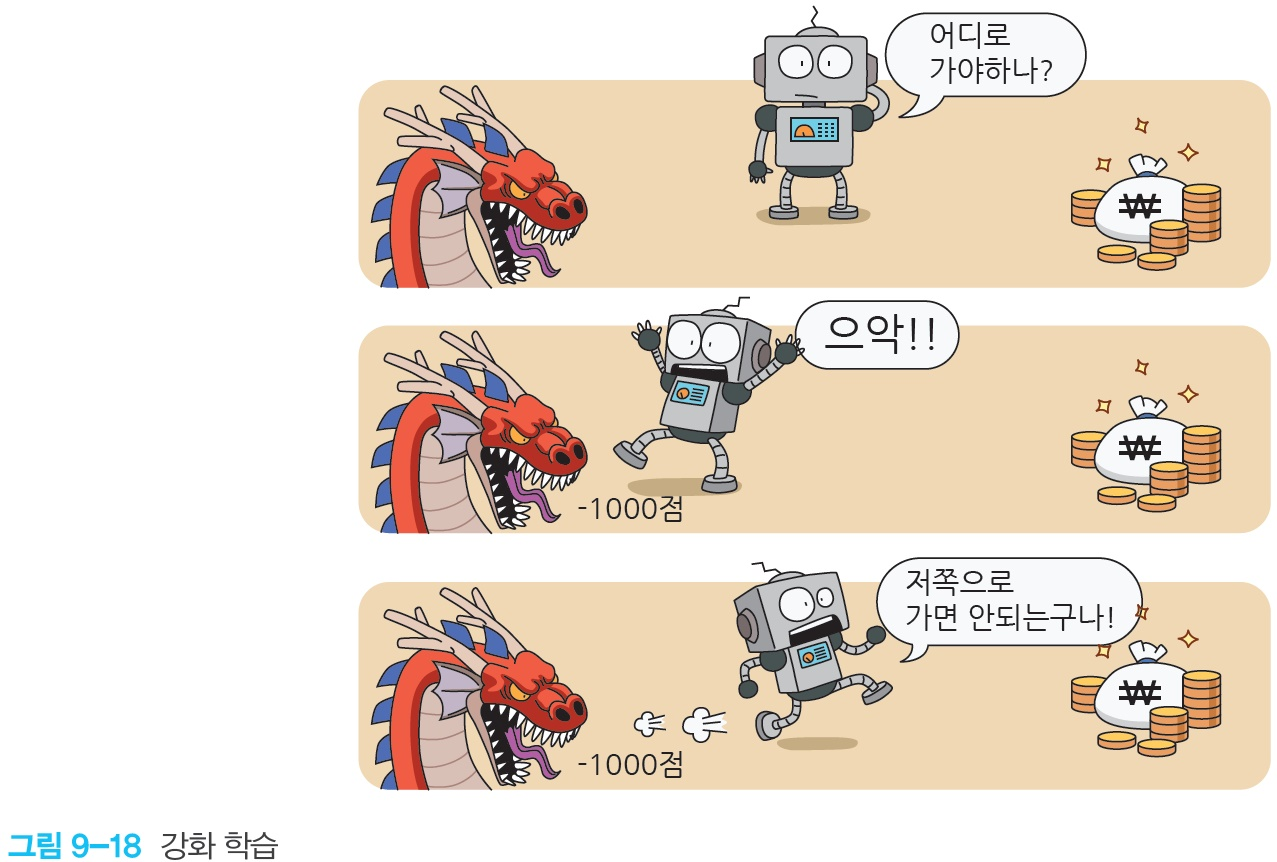 어디로
가야하나?
₩
으악!!
₩
-1000점
저쪽으로
가면 안되는구나!
₩
-1000점
그림 9-18 강화 학습